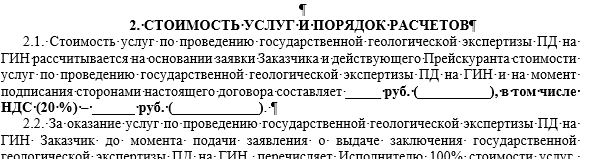 2. СТОИМОСТЬ УСЛУГ И ПОРЯДОК РАСЧЕТОВ¶
2.1. Стоимость услуг по проведению государственной геологической экспертизы ПД на
ГИН рассчитывается на основании заявки Заказчика и действующего Прейскуранта стоимости
услуг по проведению государственной геологической экспертизы ПД на ГИН и на момент
подписания сторонами настоящего договора составляет ______ руб. (____________), в том числе
НДС (20 %) – _______ руб. (______________). ¶
2.2. За оказание услуг по проведению государственной геологической экспертизы ПД на
ГИН Заказчик до момента подачи заявления о выдаче заключения государственной
геологической экспертизы ПД на ГИН перечисляет Исполнителю 100% стоимости услуг